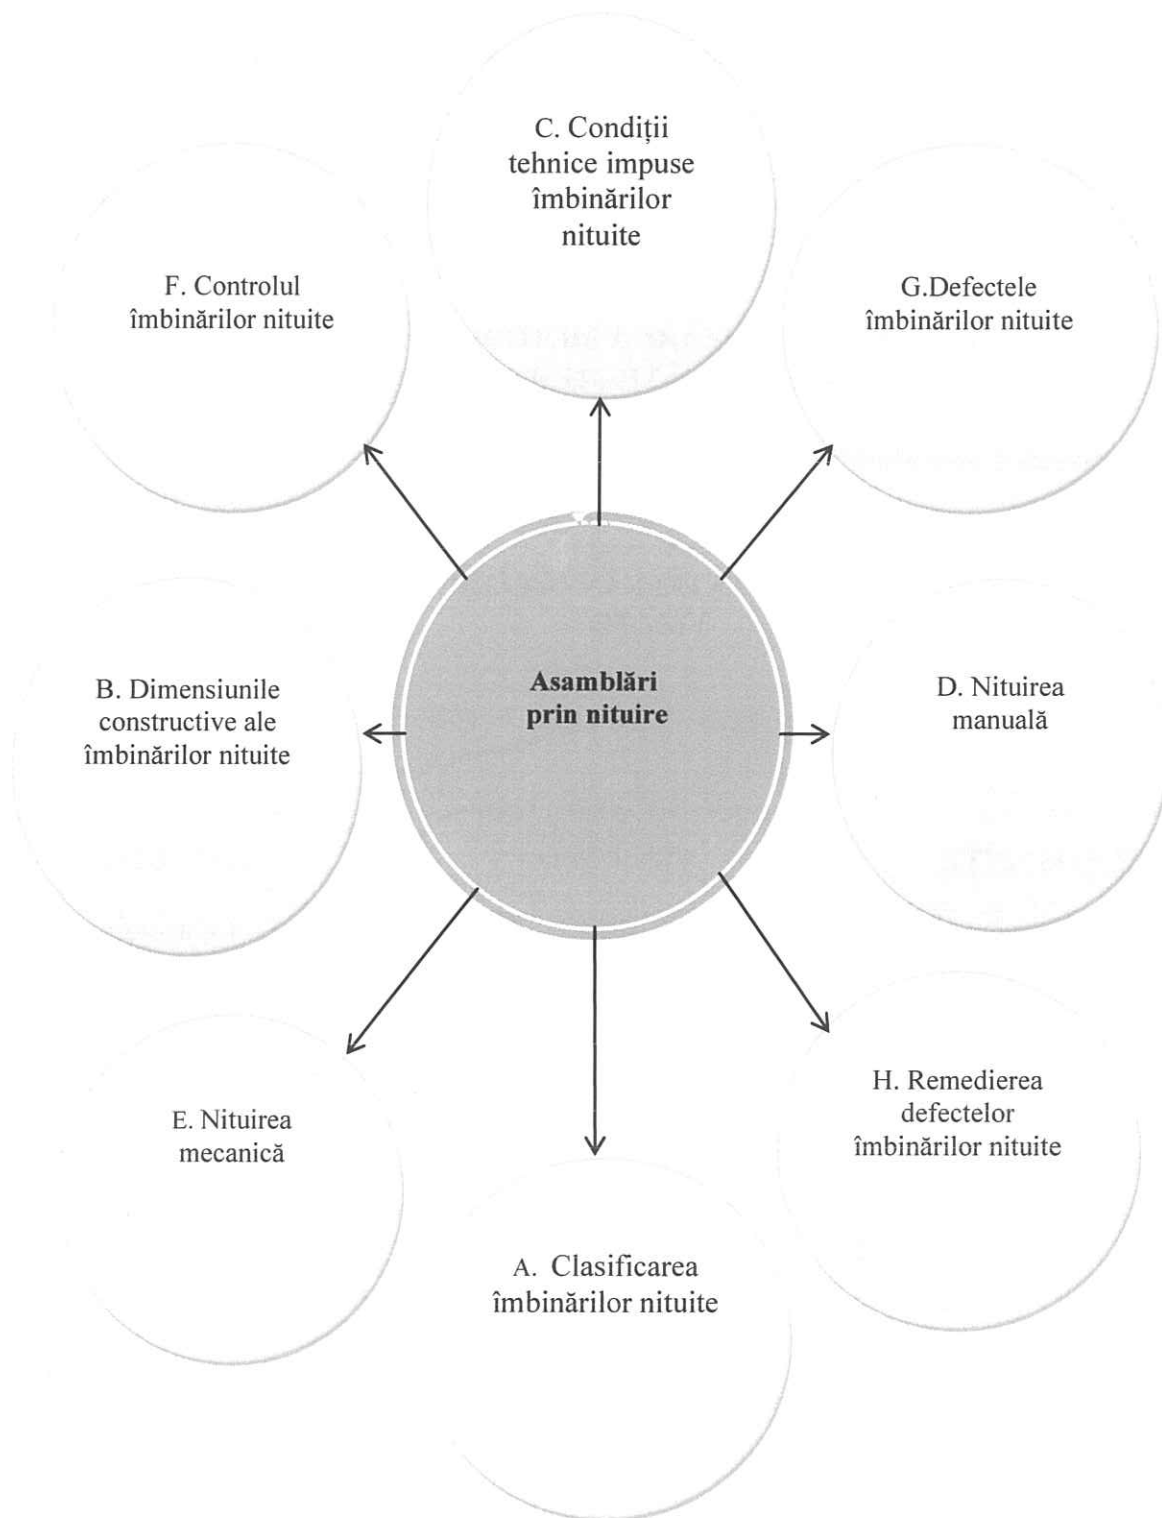 C. Condiții
tehnice impuse
îmbinărilor
nituite
F. Controlul
îmbinărilor nituite
G.Defectele
îmbinărilor nituite
B. Dimensiunile
constructive ale
îmbinărilor nituite
Asamblări
prin nituire
D. Nituirea
manuală
E. Nituirea
mecanică
H. Remedierea
defectelor
îmbinărilor nituite
A. Clasificarea
îmbinărilor nituite